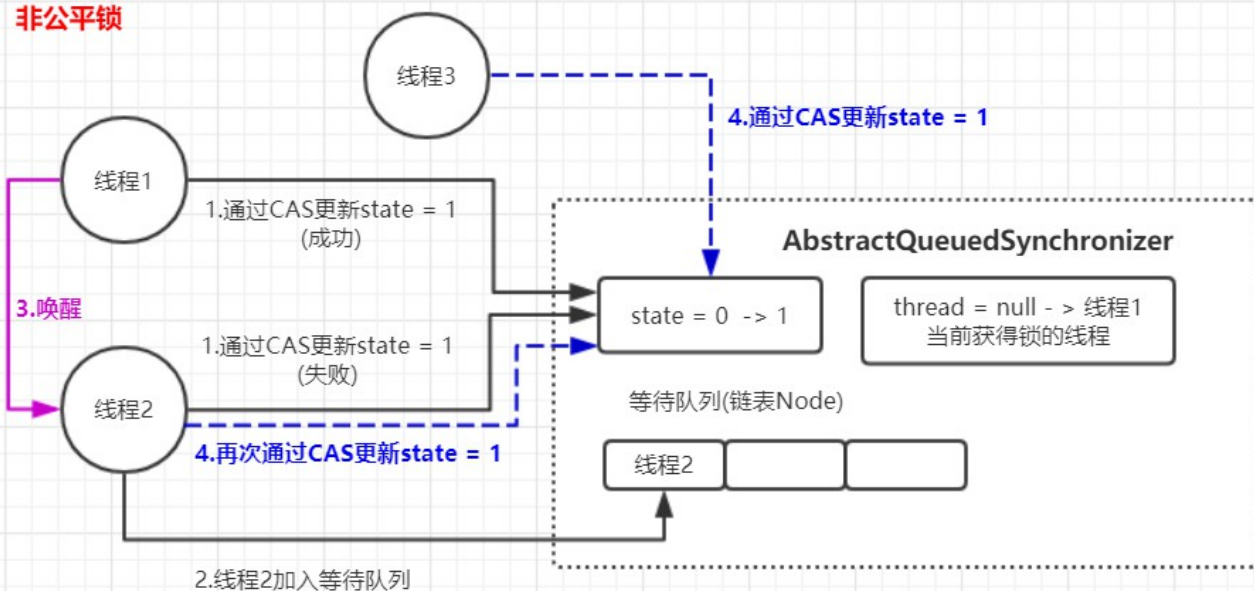 非公平锁
线程3
4.通过CAS更新state = 1
线程1
1.通过CAS更新state = 1
(成功)
AbstractQueuedSynchronizer
state = 0 -> 1
thread = null - > 线程1
当前获得锁的线程
3.唤醒
1.通过CAS更新state = 1
(失败)
线程2
4.再次通过CAS更新state = 1
等待队列(链表Node)
线程2
2.线程2加入等待队列